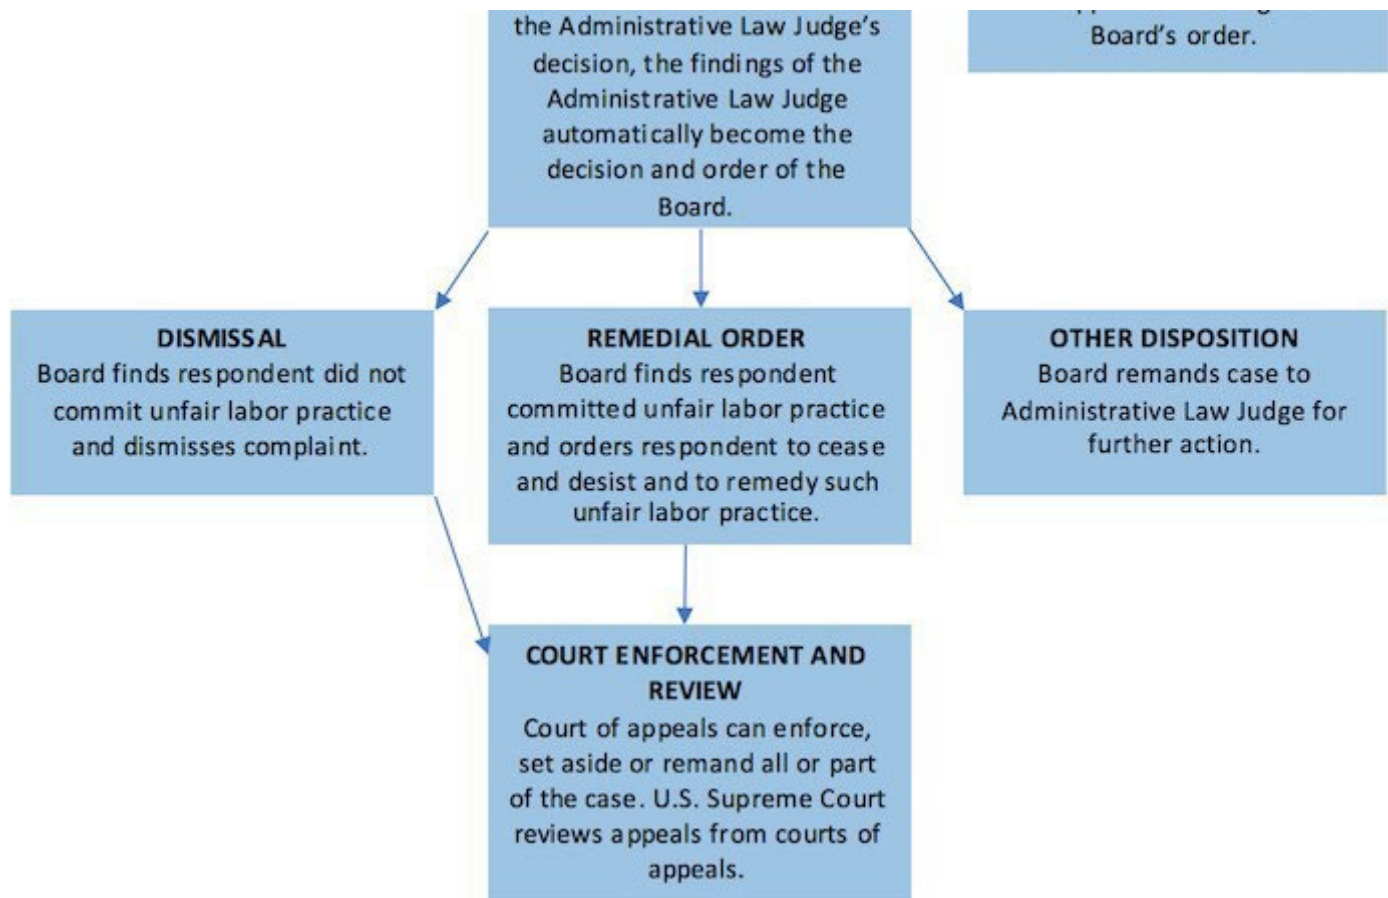 the Administrative Law Judge's
decision, the findings of the
Administrative Law Judge
automatically become the
decision and order of the
Board.
Board's order.
DISMISSAL
Board finds respondent did not
commit unfair labor practice
and dismisses complaint.
REMEDIAL ORDER
Board finds respondent
committed unfair labor practice
and orders respondent to cease
and desist and to remedy such
unfair labor practice.
OTHER DISPOSITION
Board remands case to
Administrative Law Judge for
further action.
COURT ENFORCEMENT AND
REVIEW
Court of appeals can enforce,
set aside or remand all or part
of the case. U.S. Supreme Court
reviews appeals from courts of
appeals.